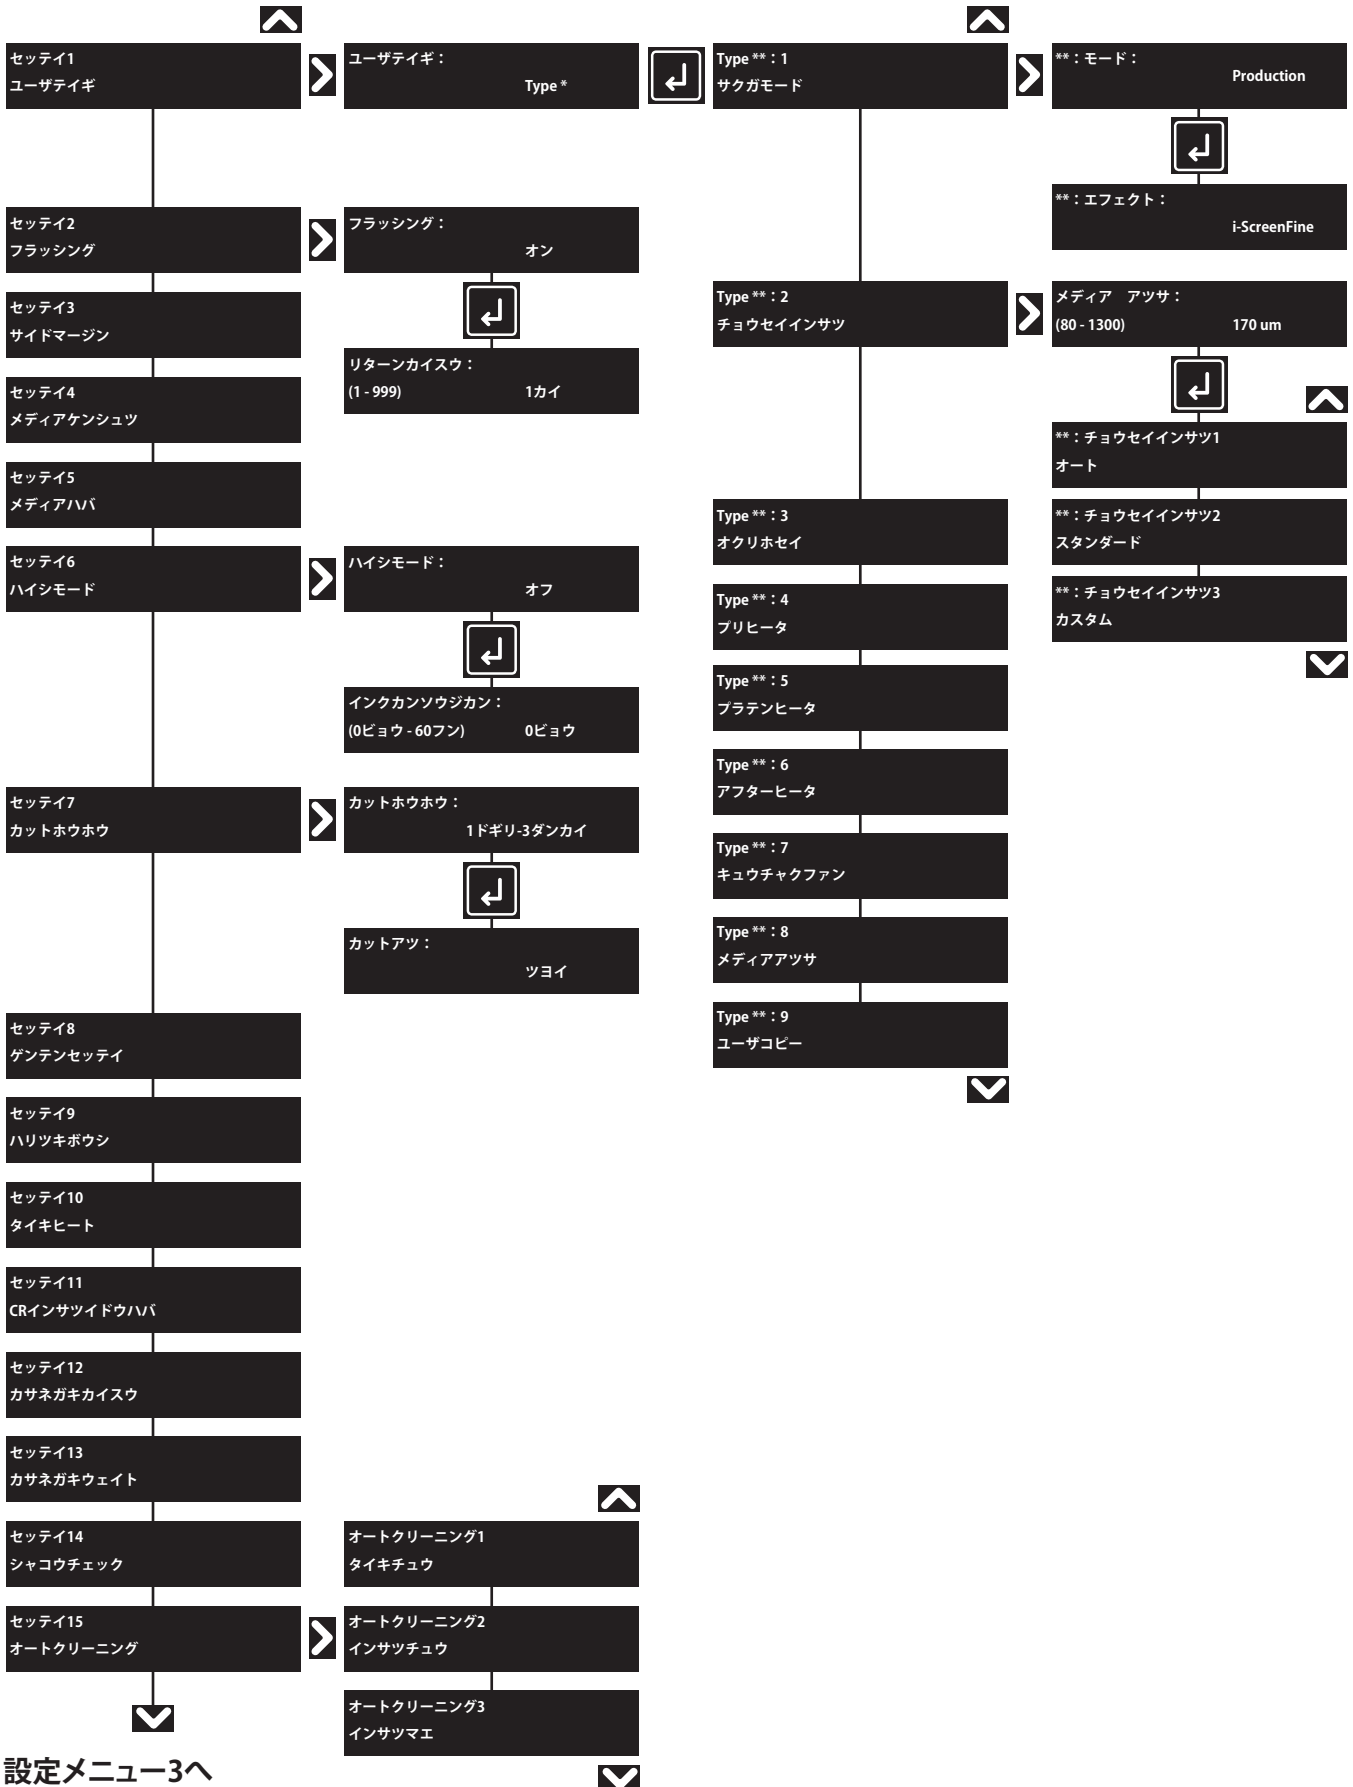 セッテイ1
ユーザテイギ
ユーザテイギ：
Type *
Type **：1
サクガモード
**：モード：
Production
**：エフェクト：
i-ScreenFine
セッテイ2
フラッシング
フラッシング：
オン
リターンカイスウ：
(1 - 999) 1カイ
セッテイ3
サイドマージン
セッテイ4
メディアケンシュツ
セッテイ5
メディアハバ
セッテイ6
ハイシモード
ハイシモード：
オフ
インクカンソウジカン：
(0ビョウ - 60フン) 0ビョウ
セッテイ7
カットホウホウ
カットホウホウ：
1ドギリ-3ダンカイ
カットアツ：
ツヨイ
セッテイ8
ゲンテンセッテイ
セッテイ9
ハリツキボウシ
セッテイ10
タイキヒート
セッテイ11
CRインサツイドウハバ
セッテイ12
カサネガキカイスウ
セッテイ13
カサネガキウェイト
セッテイ14
シャコウチェック
セッテイ15
オートクリーニング
オートクリーニング1
タイキチュウ
オートクリーニング2
インサツチュウ
オートクリーニング3
インサツマエ
設定メニュー3へ
Type **：2
チョウセイインサツ
メディア　アツサ：
(80 - 1300) 170 um
**：チョウセイインサツ1
オート
**：チョウセイインサツ2
スタンダード
**：チョウセイインサツ3
カスタム
Type **：3
オクリホセイ
Type **：4
プリヒータ
Type **：5
プラテンヒータ
Type **：6
アフターヒータ
Type **：7
キュウチャクファン
Type **：8
メディアアツサ
Type **：9
ユーザコピー